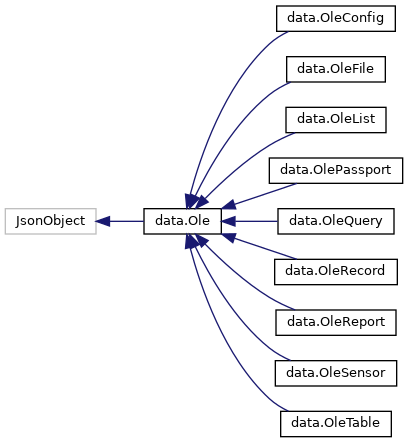 data.OleConfig
data.OleFile
data.OleList
data.OlePassport
JsonObject
data.Ole
data.OleQuery
data.OleRecord
data.OleReport
data.OleSensor
data.OleTable